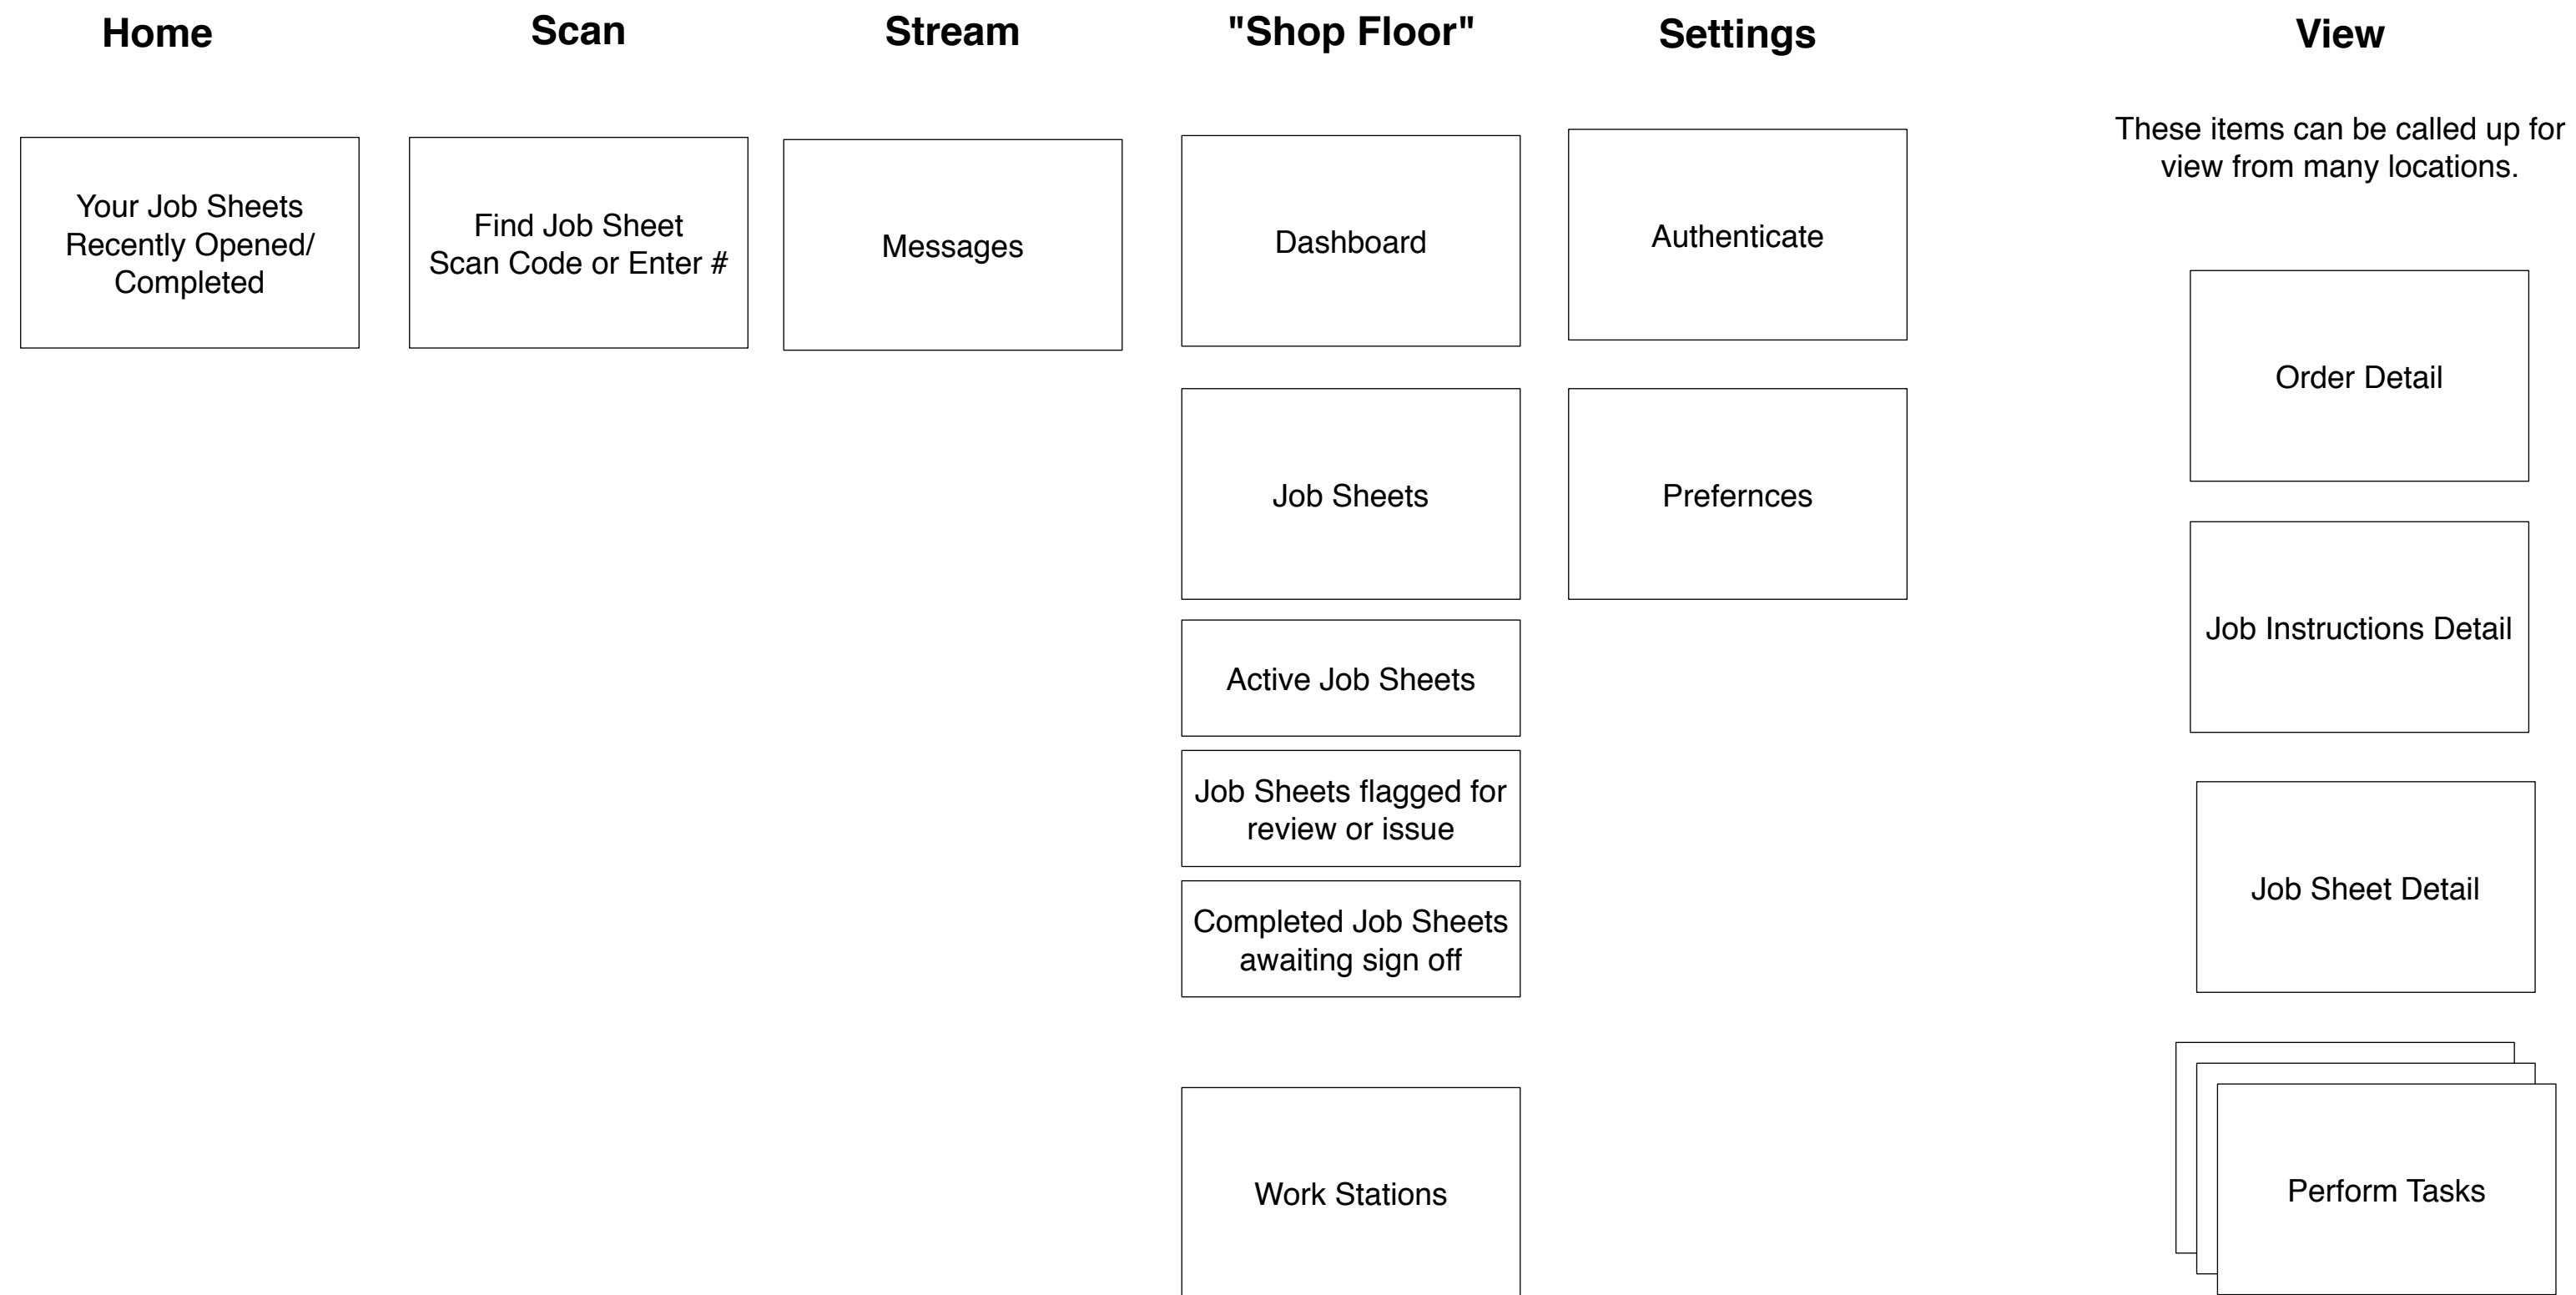 Home
Your Job Sheets
Recently Opened/
Completed
Scan
Find Job Sheet
Scan Code or Enter #
Stream
Messages
"Shop Floor"
Dashboard
Job Sheets
Active Job Sheets
Job Sheets flagged for
review or issue
Completed Job Sheets
awaiting sign off
Work Stations
Settings
Authenticate
Prefernces
View
These items can be called up for
view from many locations.
Order Detail
Job Instructions Detail
Job Sheet Detail
Perform Tasks